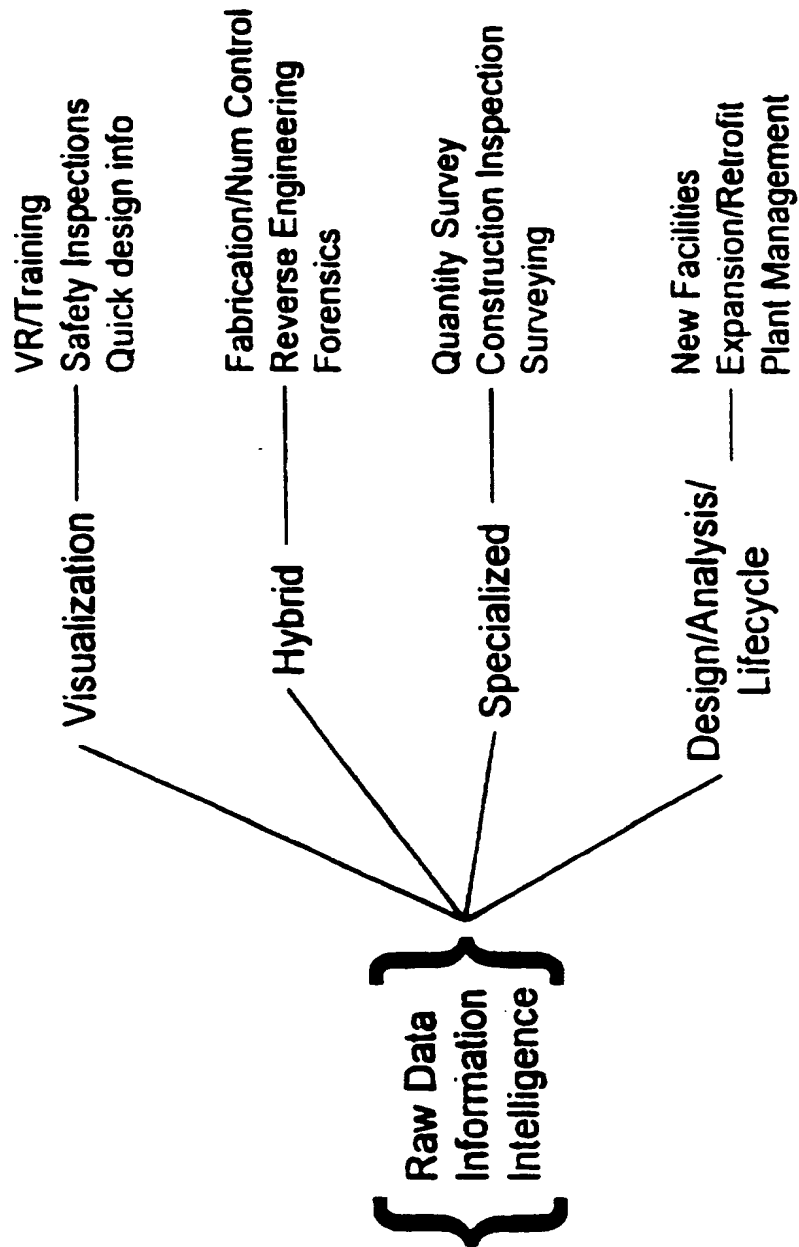 Raw Data
Information
Intelligence
Visualization
VR/Training
Safety Inspections
Quick design info
Hybrid
Fabrication/Num Control
Reverse Engineering
Forensics
Specialized
Quantity Survey
Construction Inspection
Surveying
Design/Analysis/
Lifecycle
New Facilities
Expansion/Retrofit
Plant Management